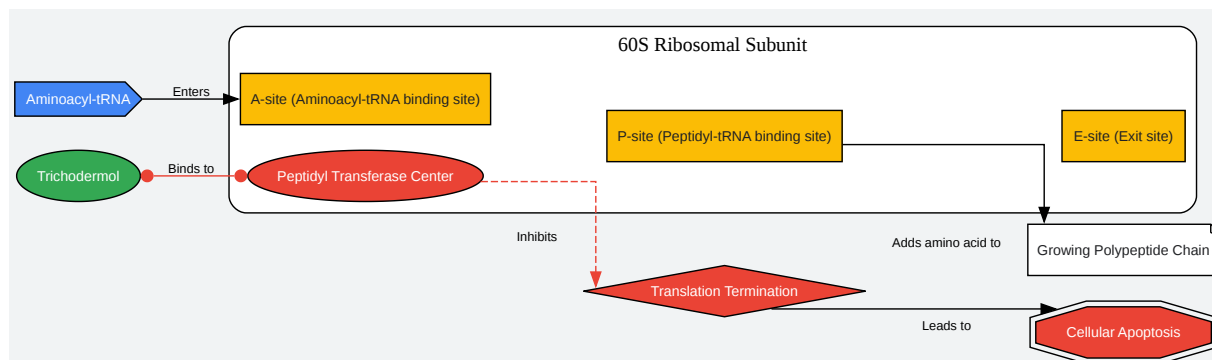 60S Ribosomal Subunit
Aminoacyl-tRNA
Enters
A-site (Aminoacyl-tRNA binding site)
P-site (Peptidyl-tRNA binding site)
E-site (Exit site)
Trichodermol
Binds to
Peptidyl Transferase Center
Inhibits
Adds amino acid to
Growing Polypeptide Chain
Translation Termination
Leads to
Cellular Apoptosis